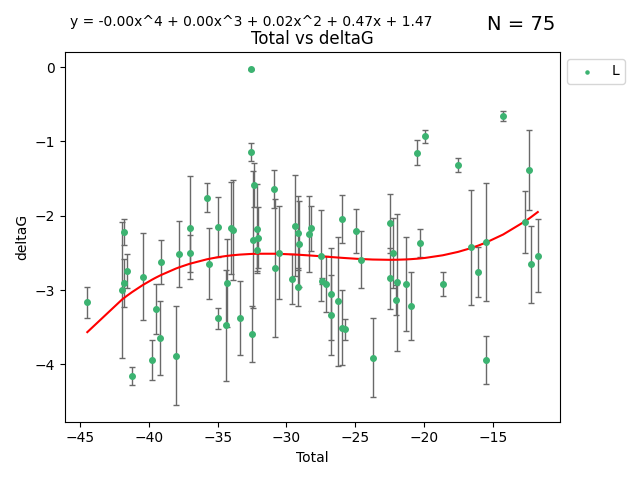 y = -0.00x^4 + 0.00x^3 + 0.02x^2 + 0.47x + 1.47
N = 75
Total vs deltaG
L
deltaG
0
−1
−2
−3
−4
−45 −40 −35 −30 −25 −20 −15
Total